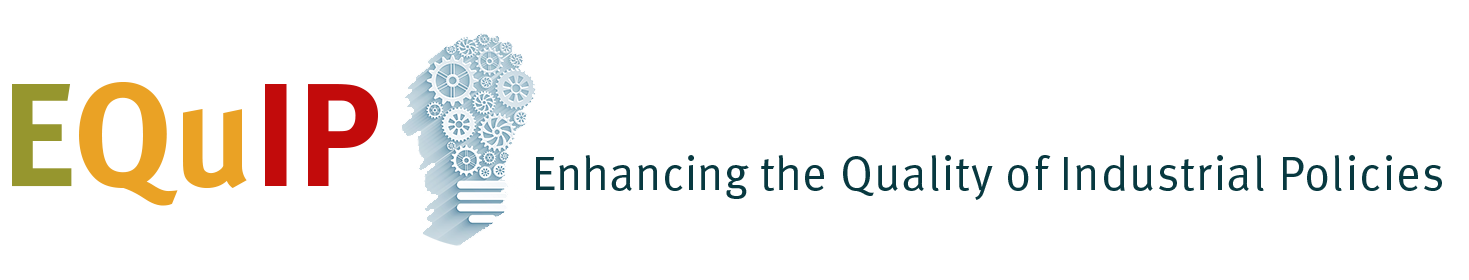 EQuIP
Enhancing the Quality of Industrial Policies